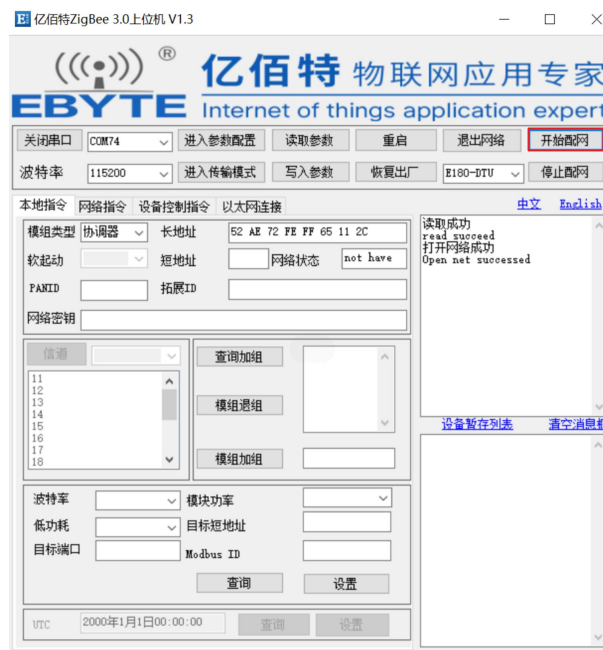 亿佰特ZigBee 3.0上位机 V1.3
®
亿佰特 物联网应用专家
EBYTE Internet of things application expert
关闭串口 COM74 进入参数配置 读取参数 重启 退出网络 开始配网
波特率 115200 进入传输模式 写入参数 恢复出厂 E180-DTU 停止配网
本地指令 网络指令 设备控制指令 以太网连接 中文 English
模组类型 协调器 长地址 52 AE 72 FE FF 65 11 2C
软起动 短地址 网络状态 not have
PANID 拓展ID
网络密钥
读取成功
read succeed
打开网络成功
Open net successed
信道 查询加组
11
12
13
14
15
16
17
18
模组退组
模组加组
设备暂存列表 清空消息框
波特率 模块功率
低功耗 目标短地址
目标端口 Modbus ID
查询 设置
UTC 2000年1月1日00:00:00 查询 设置